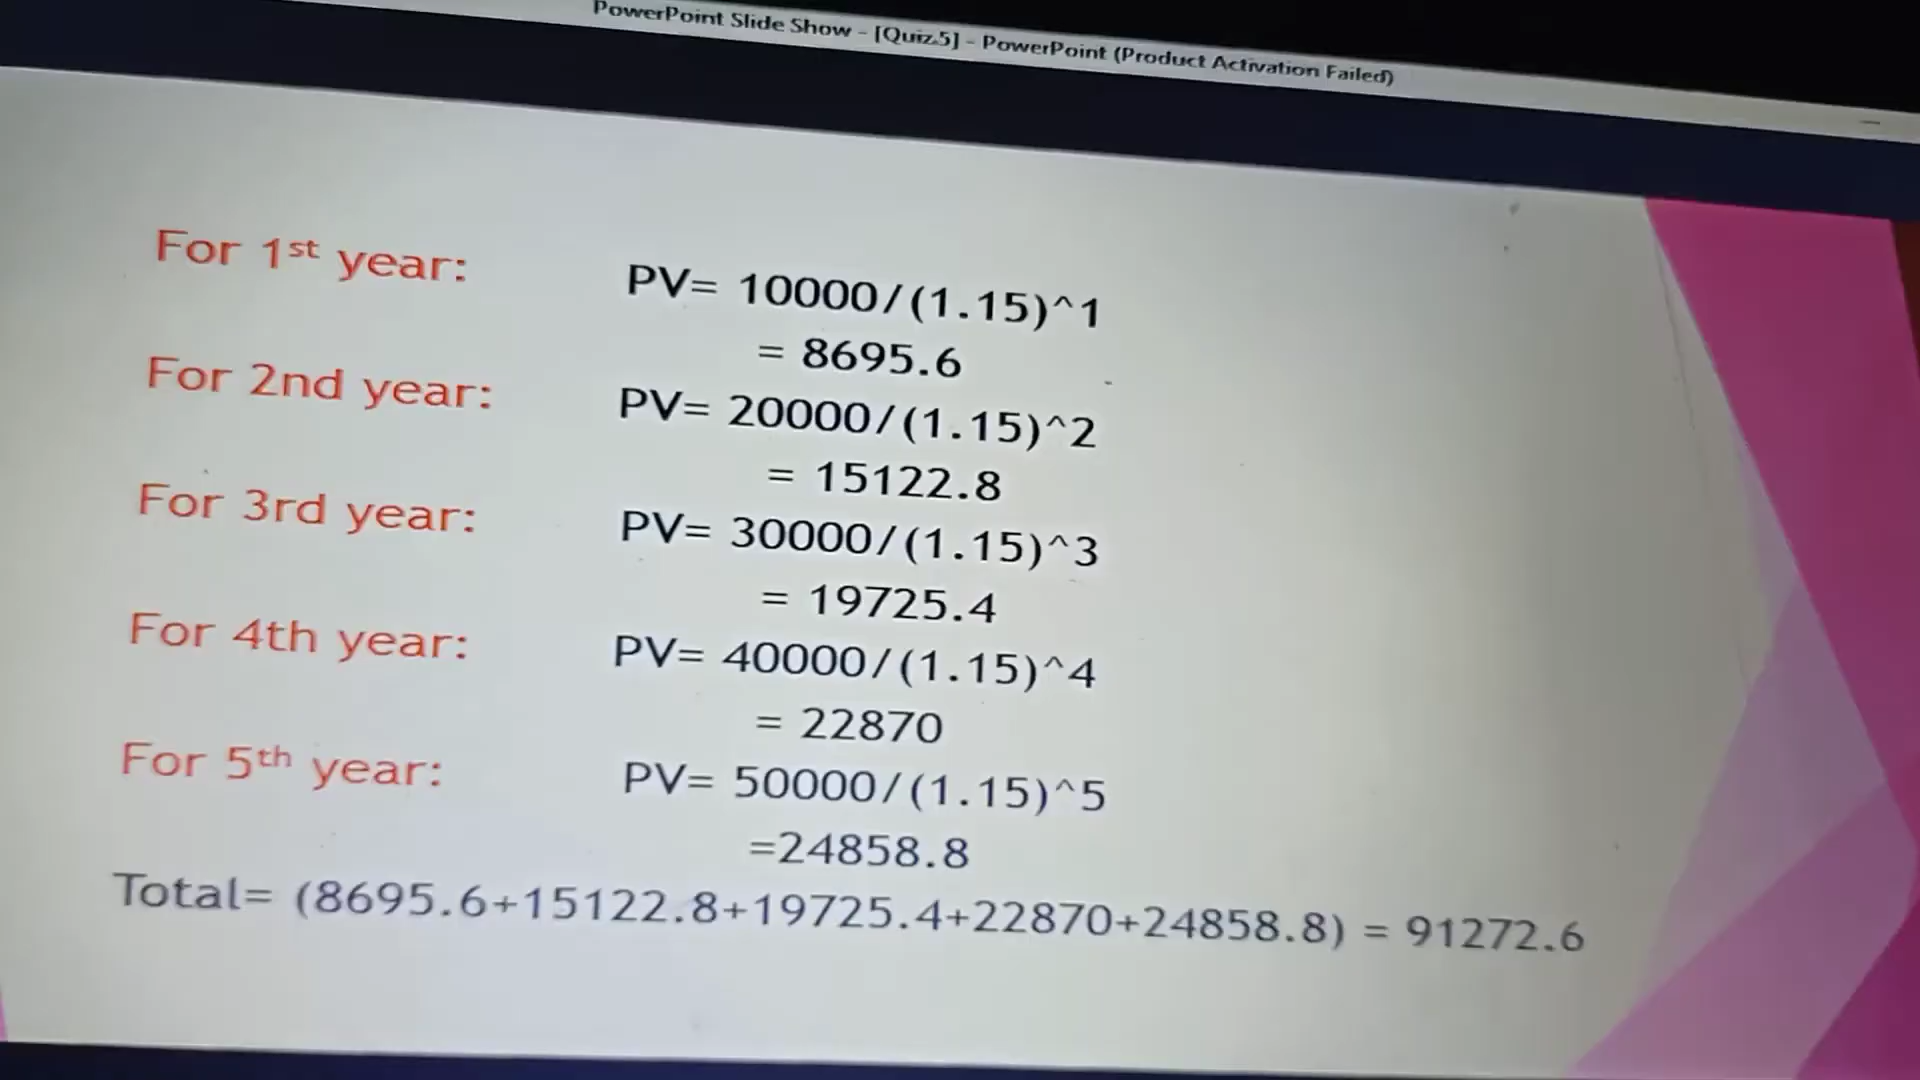 PowerPoint Slide Show - [Quiz.5] - PowerPoint (Product Activation Failed)
For 1st year:
PV= 10000/(1.15)^1
= 8695.6
For 2nd year:
PV= 20000/(1.15)^2
= 15122.8
For 3rd year:
PV= 30000/(1.15)^3
= 19725.4
For 4th year:
PV= 40000/(1.15)^4
= 22870
For 5th year:
PV= 50000/(1.15)^5
=24858.8
Total= (8695.6+15122.8+19725.4+22870+24858.8) = 91272.6